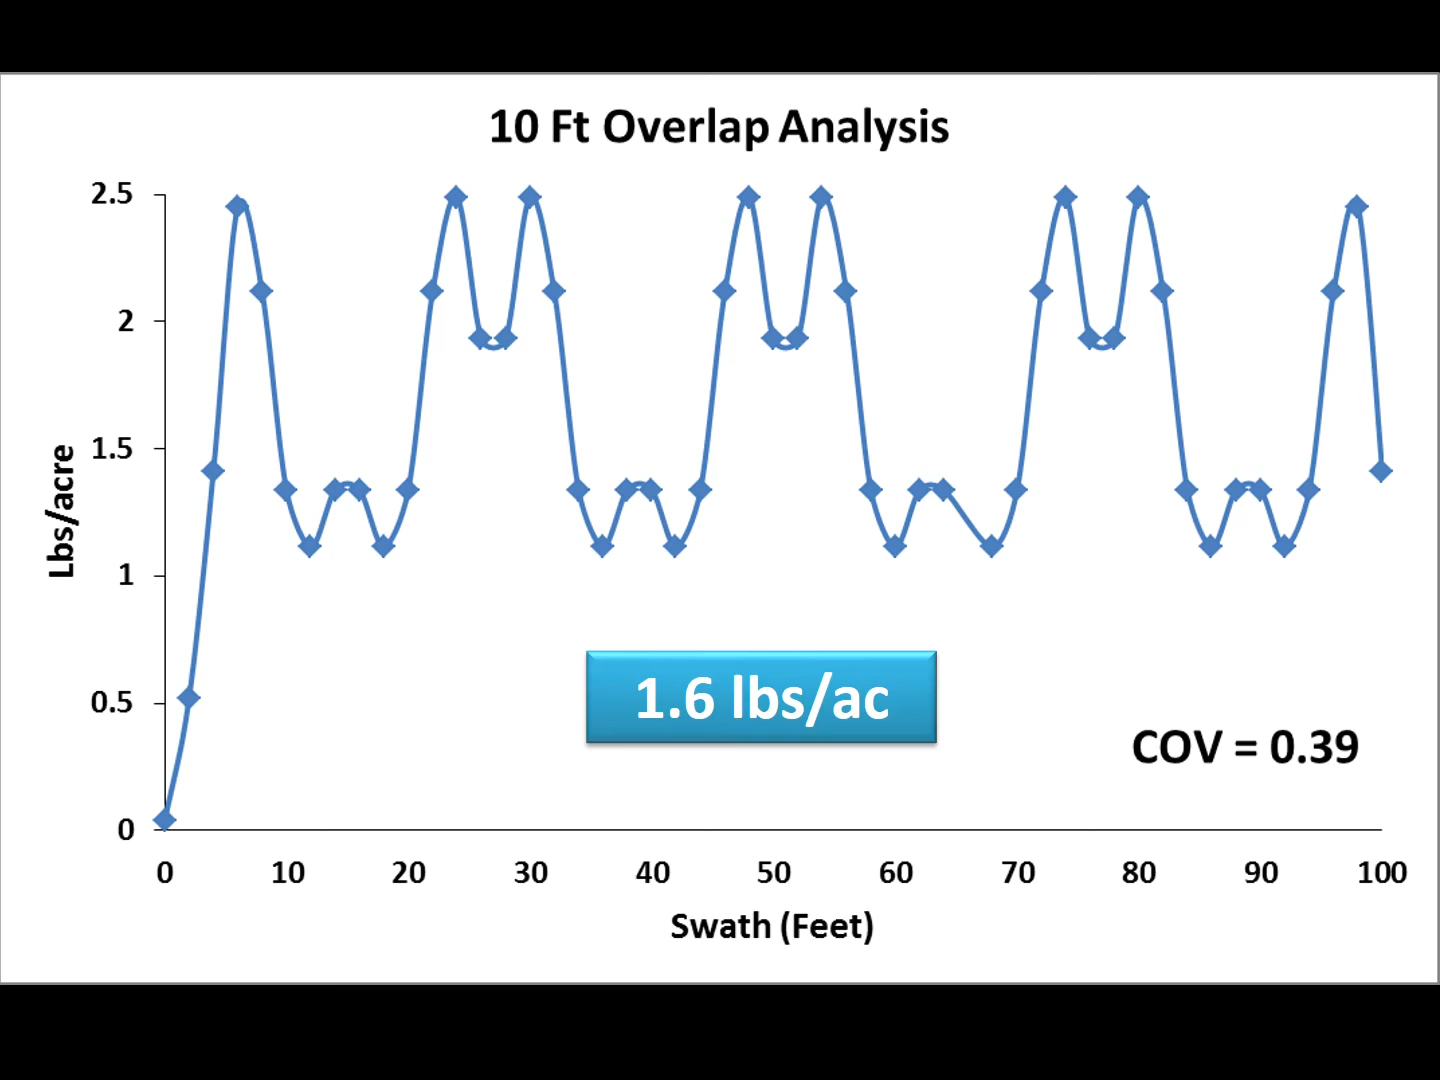 10 Ft Overlap Analysis
2.5
2
1.5
1
0.5
0
Lbs/acre
1.6 lbs/ac
COV = 0.39
0 10 20 30 40 50 60 70 80 90 100
Swath (Feet)